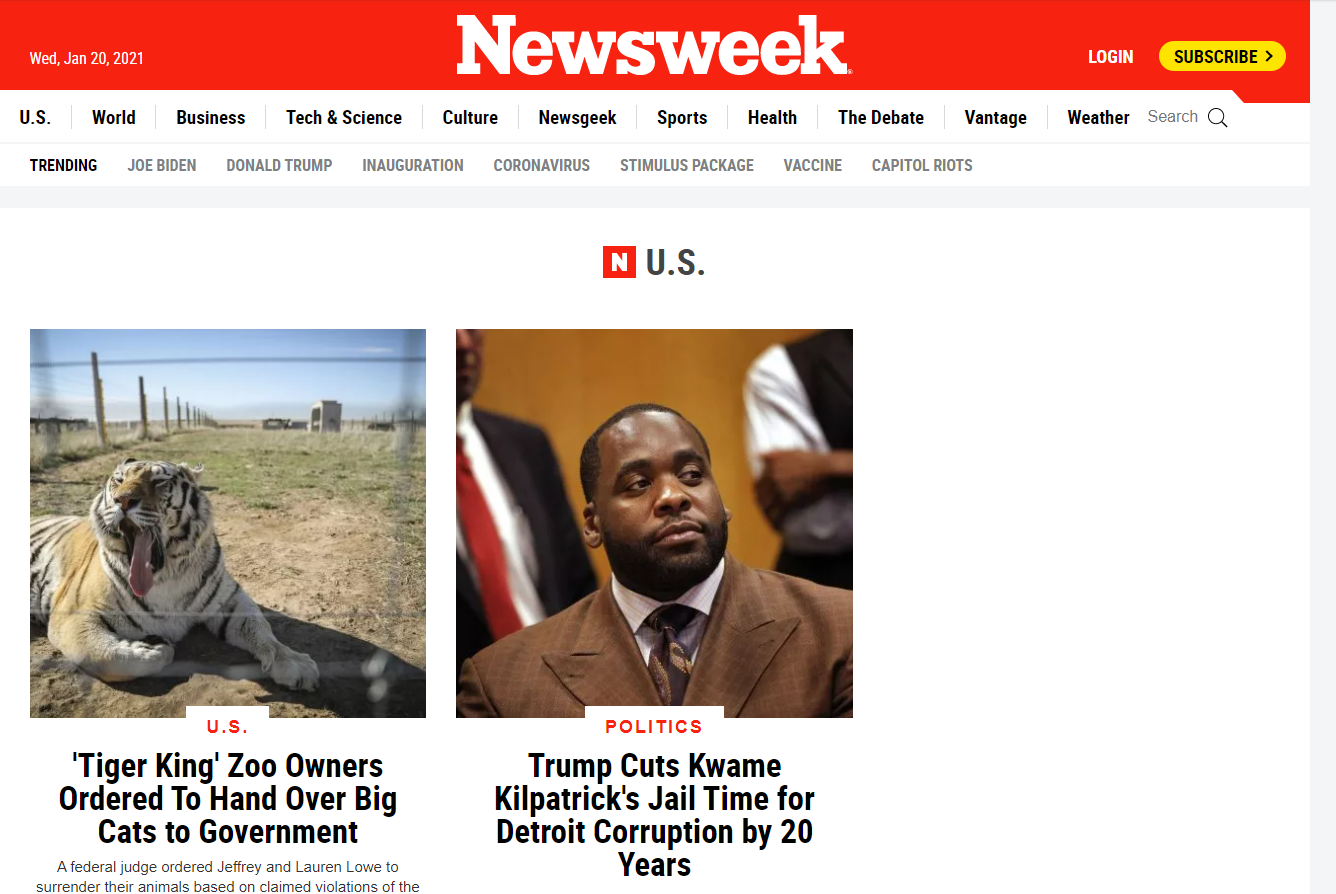 Wed, Jan 20, 2021
Newsweek
LOGIN
SUBSCRIBE >
U.S.
World
Business
Tech & Science
Culture
Newsgeek
Sports
Health
The Debate
Vantage
Weather
Search
TRENDING
JOE BIDEN
DONALD TRUMP
INAUGURATION
CORONAVIRUS
STIMULUS PACKAGE
VACCINE
CAPITOL RIOTS
N U.S.
U.S.
'Tiger King' Zoo Owners
Ordered To Hand Over Big
Cats to Government
A federal judge ordered Jeffrey and Lauren Lowe to
surrender their animals based on claimed violations of the
POLITICS
Trump Cuts Kwame
Kilpatrick's Jail Time for
Detroit Corruption by 20
Years